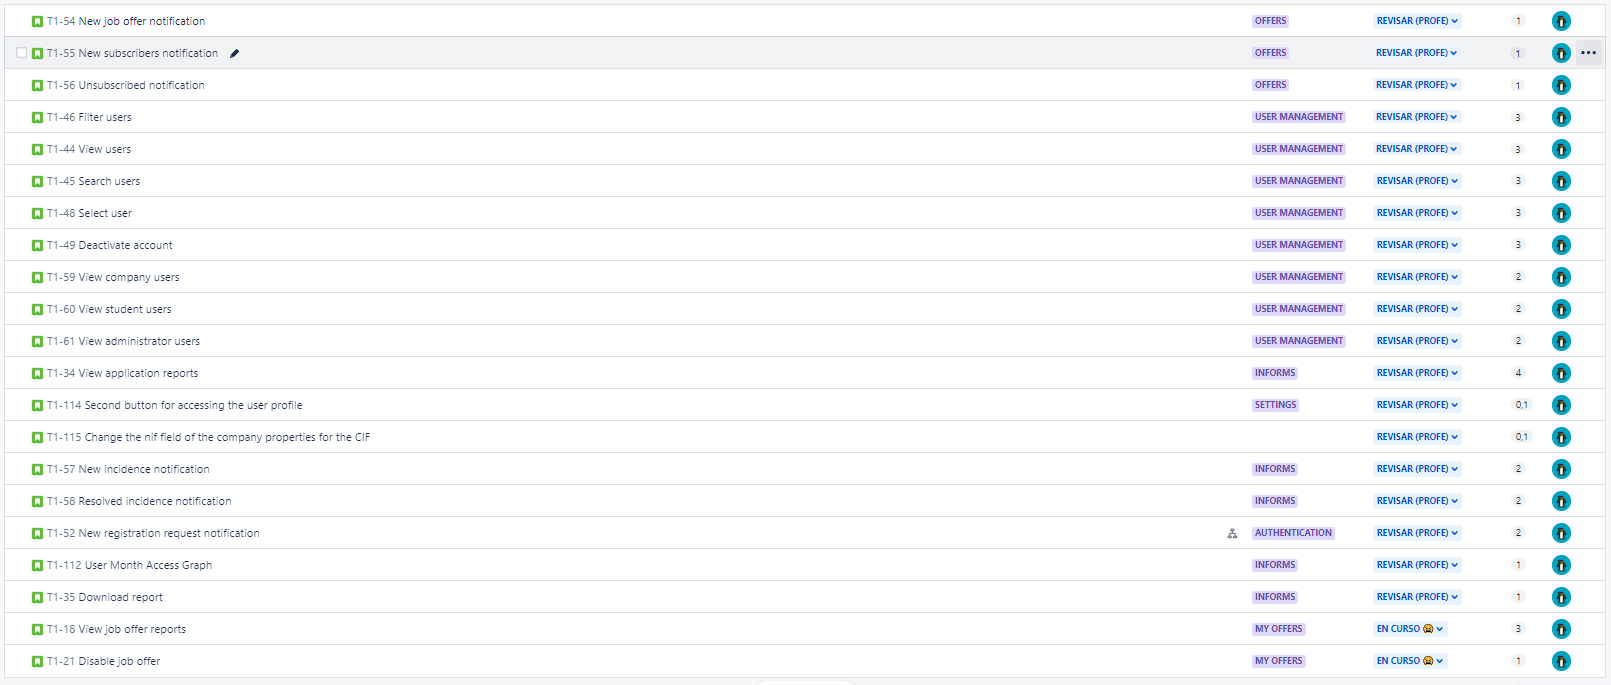 T1-54 New job offer notification OFFERS REVISAR (PROFE) 1
T1-55 New subscribers notification OFFERS REVISAR (PROFE) 1
T1-56 Unsubscribed notification OFFERS REVISAR (PROFE) 1
T1-46 Filter users USER MANAGEMENT REVISAR (PROFE) 3
T1-44 View users USER MANAGEMENT REVISAR (PROFE) 3
T1-45 Search users USER MANAGEMENT REVISAR (PROFE) 3
T1-48 Select user USER MANAGEMENT REVISAR (PROFE) 3
T1-49 Deactivate account USER MANAGEMENT REVISAR (PROFE) 3
T1-59 View company users USER MANAGEMENT REVISAR (PROFE) 2
T1-60 View student users USER MANAGEMENT REVISAR (PROFE) 2
T1-61 View administrator users USER MANAGEMENT REVISAR (PROFE) 2
T1-34 View application reports INFORMS REVISAR (PROFE) 4
T1-114 Second button for accessing the user profile SETTINGS REVISAR (PROFE) 0,1
T1-115 Change the nif field of the company properties for the CIF REVISAR (PROFE) 0,1
T1-57 New incidence notification INFORMS REVISAR (PROFE) 2
T1-58 Resolved incidence notification INFORMS REVISAR (PROFE) 2
T1-52 New registration request notification AUTHENTICATION REVISAR (PROFE) 2
T1-112 User Month Access Graph INFORMS REVISAR (PROFE) 1
T1-35 Download report INFORMS REVISAR (PROFE) 1
T1-18 View job offer reports MY OFFERS EN CURSO 3
T1-21 Disable job offer MY OFFERS EN CURSO 1